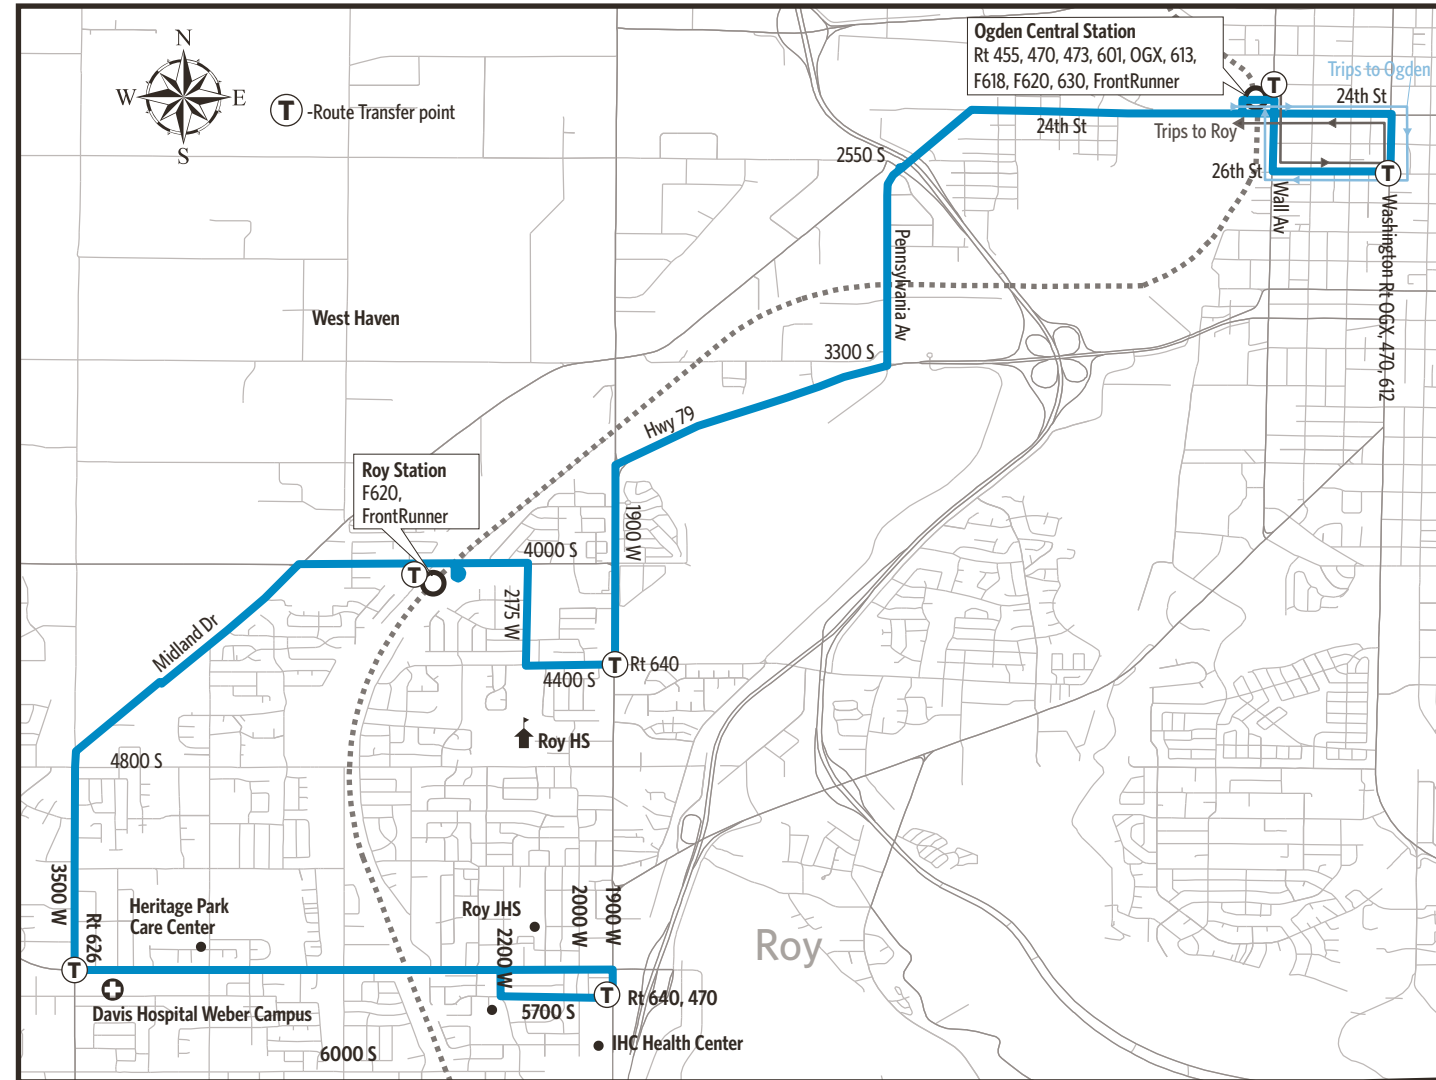 N
W
E
S
T
-Route Transfer point
Ogden Central Station
Rt 455, 470, 473, 601, OGX, 613,
F618, F620, 630, FrontRunner
T
Trips to Ogden
24th St
24th St
Trips to Roy
2550 S
26th St
T
Wall Av
Washington Rt OGX, 470, 612
Pennsylvania Av
West Haven
3300 S
Hwy 79
Roy Station
F620,
FrontRunner
1900 W
4000 S
T
2175 W
Midland Dr
T
Rt 640
4400 S
Roy HS
4800 S
3500 W
Rt 626
Heritage Park
Care Center
Roy JHS
2000 W
1900 W
2200 W
Roy
T
Davis Hospital Weber Campus
T
Rt 640, 470
5700 S
IHC Health Center
6000 S